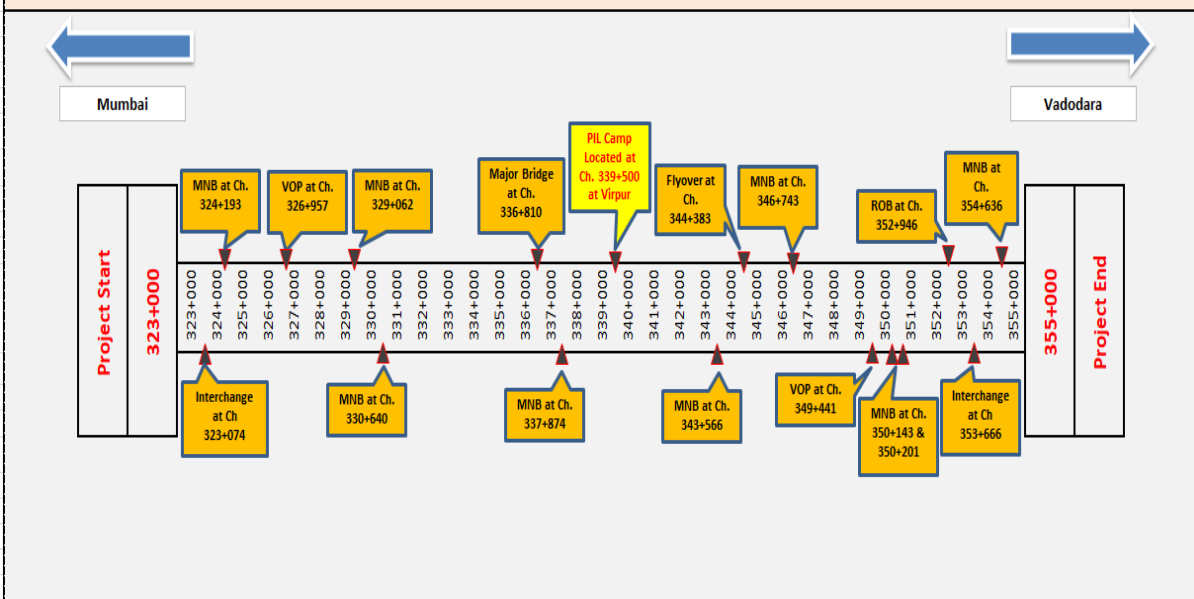 Mumbai
Vadodara
PIL Camp
Located at
Ch. 339+500
at Virpur
MNB at Ch.
324+193
VOP at Ch.
326+957
MNB at Ch.
329+062
Major Bridge
at Ch.
336+810
Flyover at
Ch.
344+383
MNB at Ch.
346+743
ROB at Ch.
352+946
MNB at
Ch.
354+636
Project Start
323+000
323+000
324+000
325+000
326+000
327+000
328+000
329+000
330+000
331+000
332+000
333+000
334+000
335+000
336+000
337+000
338+000
339+000
340+000
341+000
342+000
343+000
344+000
345+000
346+000
347+000
348+000
349+000
350+000
351+000
352+000
353+000
354+000
355+000
355+000
Project End
Interchange
at Ch
323+074
MNB at Ch.
330+640
MNB at Ch.
337+874
MNB at Ch.
343+566
VOP at Ch.
349+441
MNB at Ch.
350+143 &
350+201
Interchange
at Ch
353+666